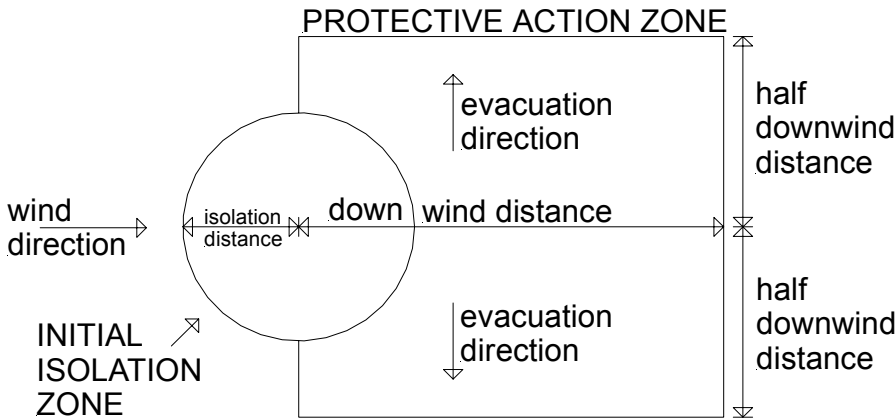 PROTECTIVE ACTION ZONE
evacuation
direction
half
downwind
distance
wind
direction
isolation
distance
down wind distance
INITIAL
ISOLATION
ZONE
evacuation
direction
half
downwind
distance